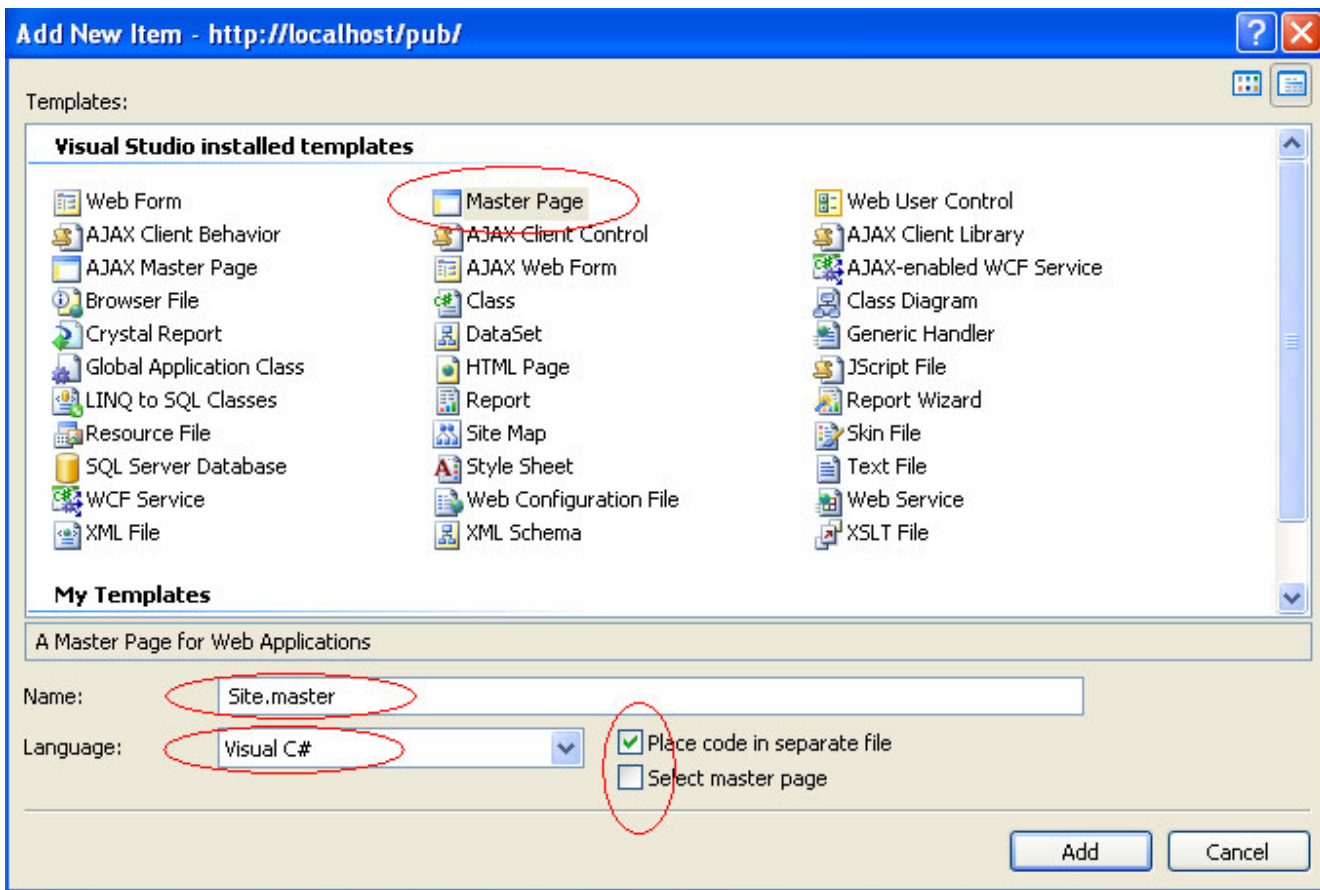 Add New Item - http://localhost/pub/
Templates:
Visual Studio installed templates
Web Form Master Page Web User Control
AJAX Client Behavior AJAX Client Control AJAX Client Library
AJAX Master Page AJAX Web Form AJAX-enabled WCF Service
Browser File Class Class Diagram
Crystal Report DataSet Generic Handler
Global Application Class HTML Page JScript File
LINQ to SQL Classes Report Report Wizard
Resource File Site Map Skin File
SQL Server Database Style Sheet Text File
WCF Service Web Configuration File Web Service
XML File XML Schema XSLT File
My Templates
A Master Page for Web Applications
Name: Site.master
Language: Visual C# Place code in separate file
Select master page
Add Cancel